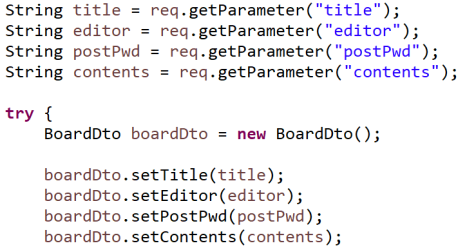 String title = req.getParameter("title");
String editor = req.getParameter("editor");
String postPwd = req.getParameter("postPwd");
String contents = req.getParameter("contents");
try {
BoardDto boardDto = new BoardDto();
boardDto.setTitle(title);
boardDto.setEditor(editor);
boardDto.setPostPwd(postPwd);
boardDto.setContents(contents);